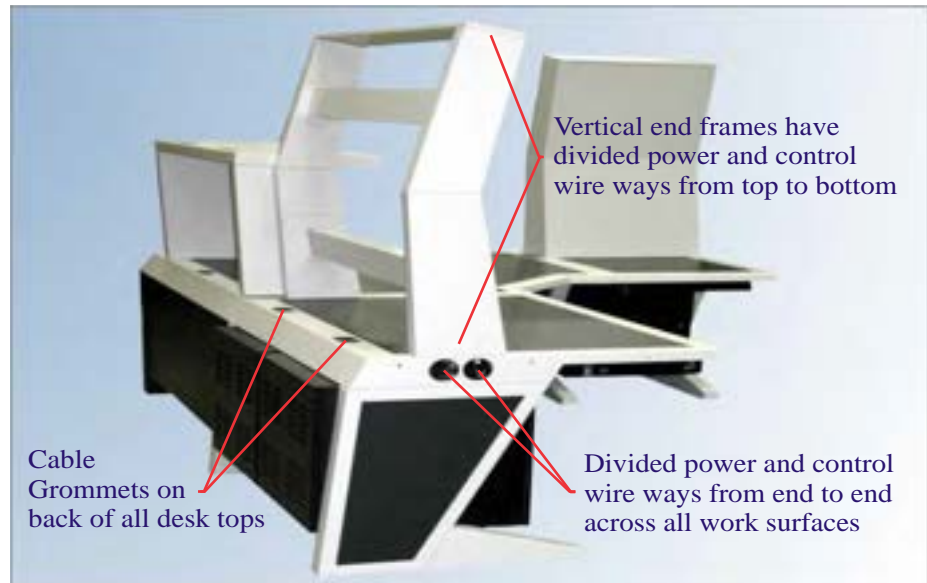 Vertical end frames have
divided power and control
wire ways from top to bottom
Cable
Grommets on
back of all desk tops
Divided power and control
wire ways from end to end
across all work surfaces